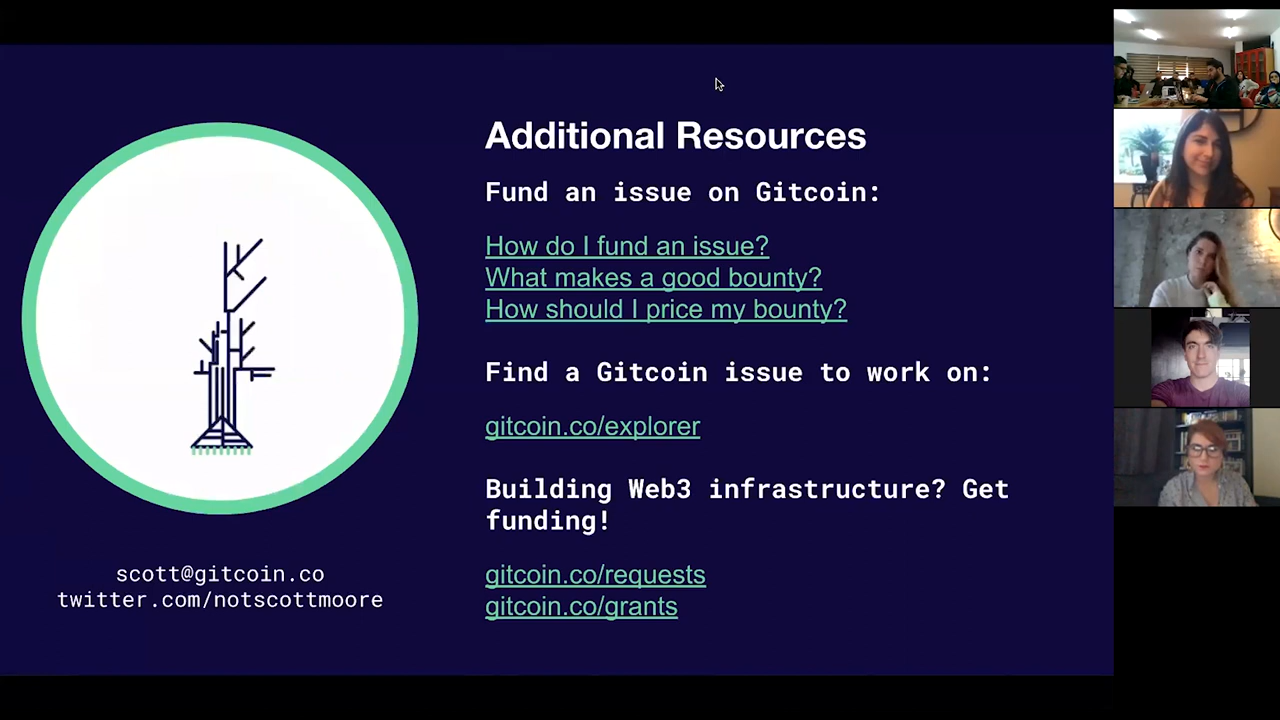 Additional Resources
Fund an issue on Gitcoin:
How do I fund an issue?
What makes a good bounty?
How should I price my bounty?
Find a Gitcoin issue to work on:
gitcoin.co/explorer
Building Web3 infrastructure? Get
funding!
gitcoin.co/requests
gitcoin.co/grants
scott@gitcoin.co
twitter.com/notscottmoore